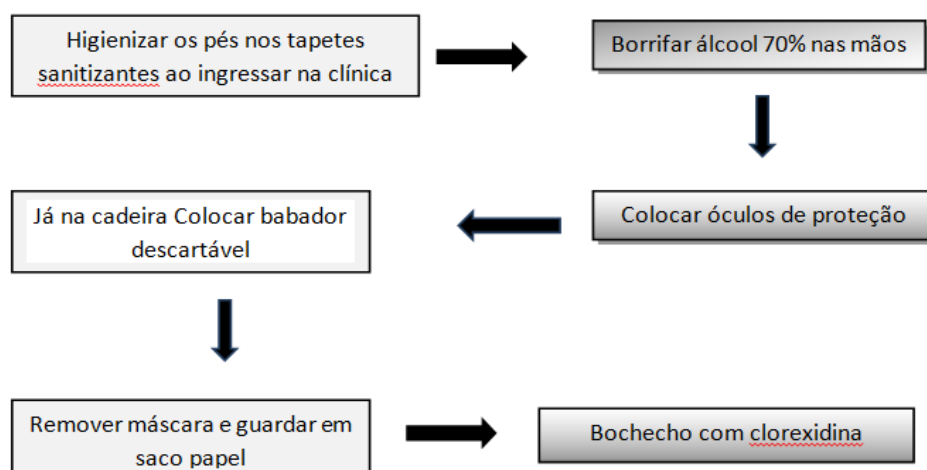 Higienizar os pés nos tapetes
sanitizantes ao ingressar na clínica
Borrifar álcool 70% nas mãos
Colocar óculos de proteção
Já na cadeira Colocar babador
descartável
Remover máscara e guardar em
saco papel
Bochecho com clorexidina